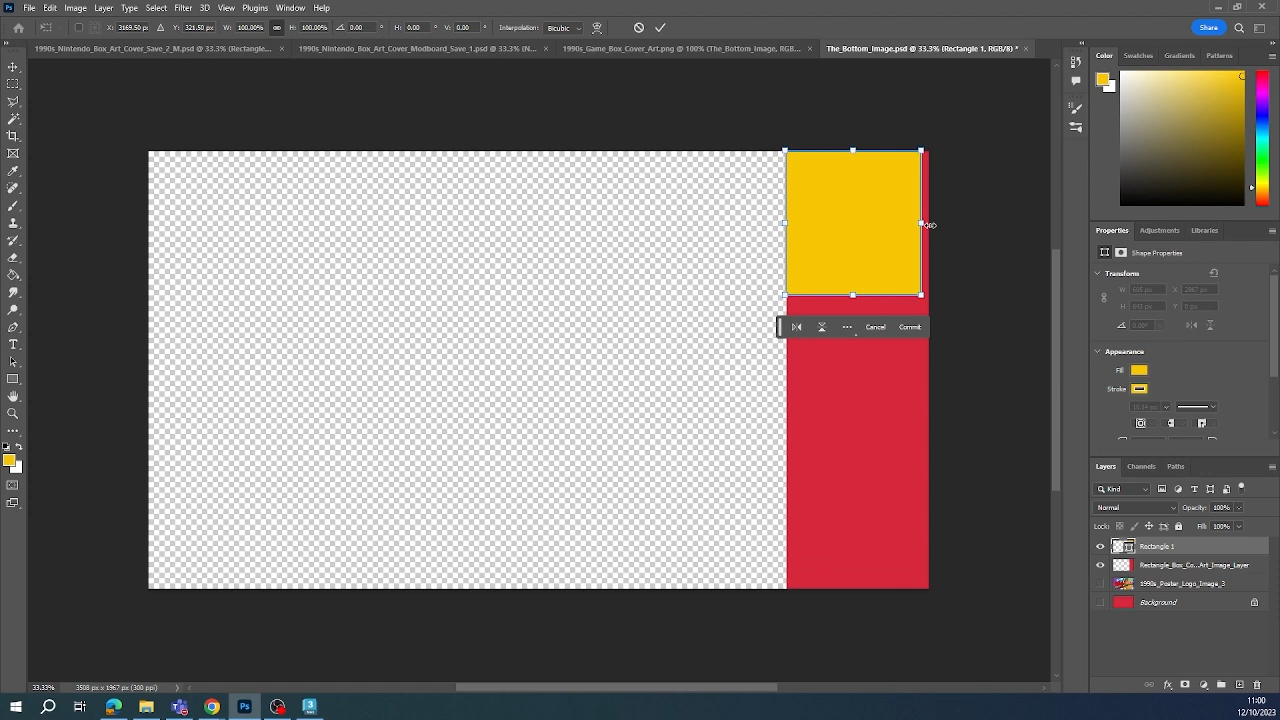 File Edit Image Layer Type Select Filter 3D View Plugins Window Help
X: 3169.50 px Y: 321.50 px W: 100.00% H: 100.00% 0.00 H: 0.00 V: 0.00 Interpolation: Bicubic Share
1990s_Nintendo_Box_Art_Cover_Save_2_M.psd @ 33.3% (Rectangle... × 1990s_Nintendo_Box_Art_Cover_Modboard_Save_1.psd @ 33.3% (N... × 1990s_Game_Box_Cover_Art.png @ 100% (The_Bottom_Image, RGB... × The_Bottom_Image.psd @ 33.3% (Rectangle 1, RGB/8) * ×
Color Swatches Gradients Patterns
Properties Adjustments Libraries
Shape Properties
Transform
W X 2867 px
H Y 0 px
0.00°
Cancel Commit
Appearance
Fill
Stroke
Layers Channels Paths
Kind
Normal Opacity: 100%
Lock: Fill: 100%
Rectangle 1
Rectangle_Box_Co...Art_Image_Layer
1990s_Poster_Logo_Image_3
Background
33.33% 3508 px x 1967 px (300 ppi)
11:00
12/10/2023